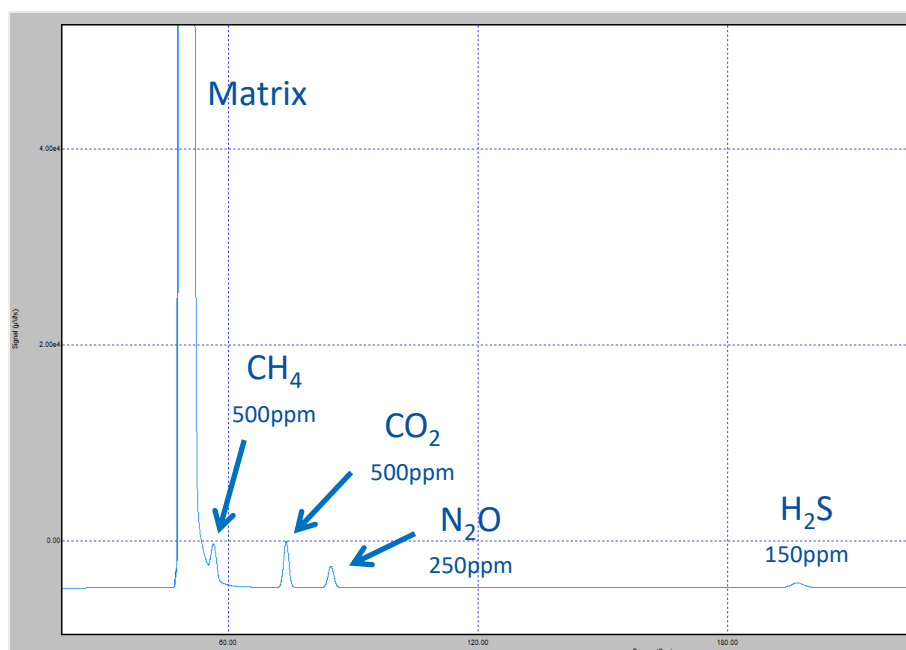 Matrix
4.00e4
Signal (µV/s)
2.00e4
CH₄
500ppm
CO₂
500ppm
N₂O
250ppm
H₂S
150ppm
0.00
60.00
120.00
180.00